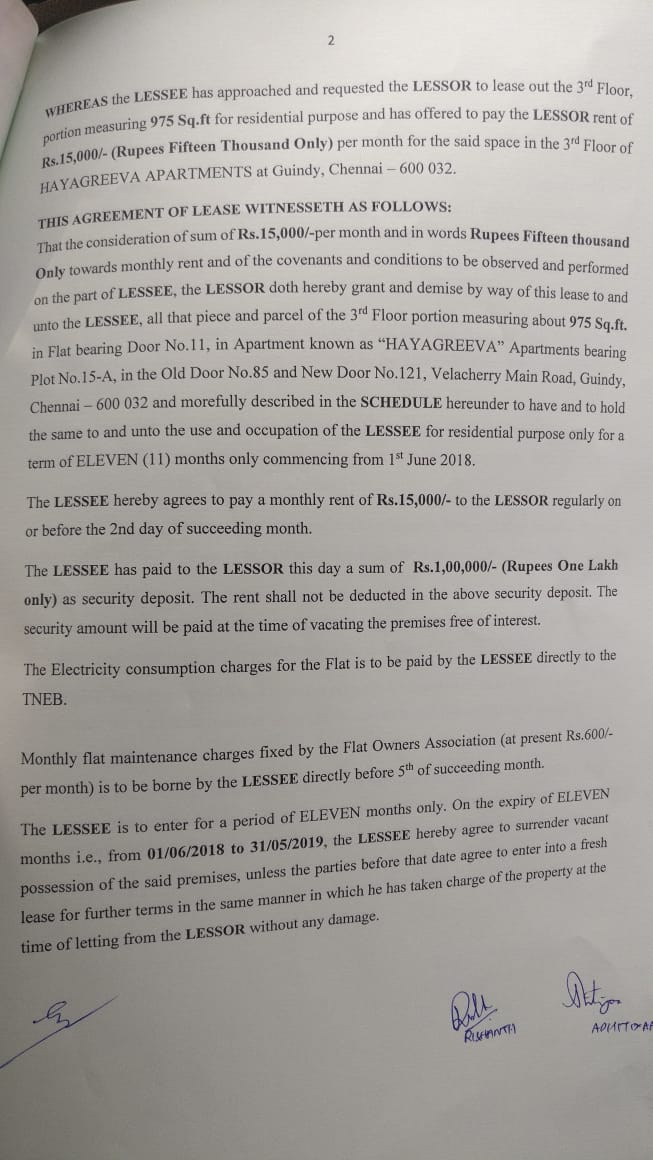 2
WHEREAS the LESSEE has approached and requested the LESSOR to lease out the 3rd Floor,
portion measuring 975 Sq.ft for residential purpose and has offered to pay the LESSOR rent of
Rs.15,000/- (Rupees Fifteen Thousand Only) per month for the said space in the 3rd Floor of
HAYAGREEVA APARTMENTS at Guindy, Chennai – 600 032.
THIS AGREEMENT OF LEASE WITNESSETH AS FOLLOWS:
That the consideration of sum of Rs.15,000/-per month and in words Rupees Fifteen thousand
Only towards monthly rent and of the covenants and conditions to be observed and performed
on the part of LESSEE, the LESSOR doth hereby grant and demise by way of this lease to and
unto the LESSEE, all that piece and parcel of the 3rd Floor portion measuring about 975 Sq.ft.
in Flat bearing Door No.11, in Apartment known as “HAYAGREEVA” Apartments bearing
Plot No.15-A, in the Old Door No.85 and New Door No.121, Velacherry Main Road, Guindy,
Chennai – 600 032 and morefully described in the SCHEDULE hereunder to have and to hold
the same to and unto the use and occupation of the LESSEE for residential purpose only for a
term of ELEVEN (11) months only commencing from 1st June 2018.
The LESSEE hereby agrees to pay a monthly rent of Rs.15,000/- to the LESSOR regularly on
or before the 2nd day of succeeding month.
The LESSEE has paid to the LESSOR this day a sum of Rs.1,00,000/- (Rupees One Lakh
only) as security deposit. The rent shall not be deducted in the above security deposit. The
security amount will be paid at the time of vacating the premises free of interest.
The Electricity consumption charges for the Flat is to be paid by the LESSEE directly to the
TNEB.
Monthly flat maintenance charges fixed by the Flat Owners Association (at present Rs.600/-
per month) is to be borne by the LESSEE directly before 5th of succeeding month.
The LESSEE is to enter for a period of ELEVEN months only. On the expiry of ELEVEN
months i.e., from 01/06/2018 to 31/05/2019, the LESSEE hereby agree to surrender vacant
possession of the said premises, unless the parties before that date agree to enter into a fresh
lease for further terms in the same manner in which he has taken charge of the property at the
time of letting from the LESSOR without any damage.
RISHANTH